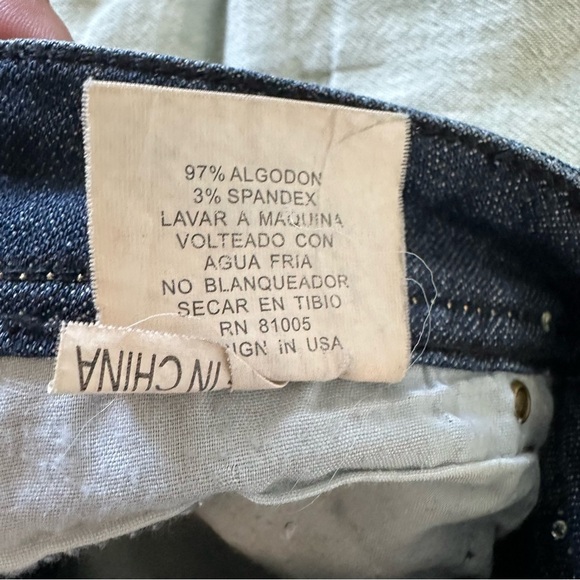 97% ALGODON
3% SPANDEX
LAVAR A MAQUINA
VOLTEADO CON
AGUA FRIA
NO BLANQUEADOR
SECAR EN TIBIO
RN 81005
IN USA
IN CHINA